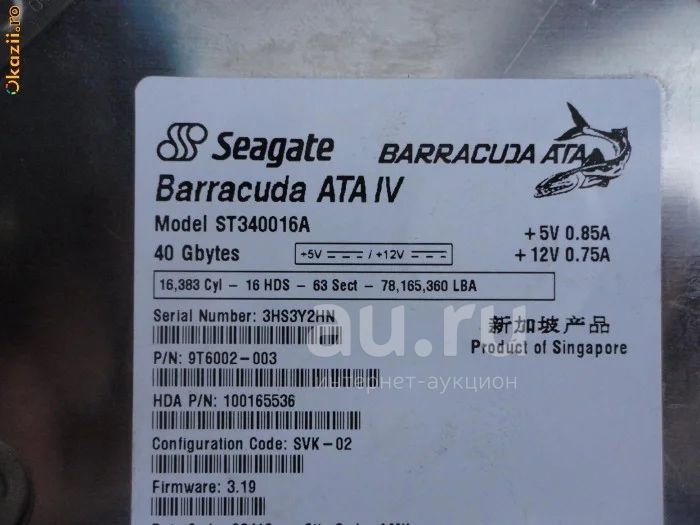 Okazii.ro
Seagate
BARRACUDA ATA
Barracuda ATA IV
Model ST340016A
40 Gbytes
+5V / +12V
+5V 0.85A
+12V 0.75A
16,383 Cyl - 16 HDS - 63 Sect - 78,165,360 LBA
Serial Number: 3HS3Y2HN
新加坡产品
Product of Singapore
au.ru
интернет-аукцион
P/N: 9T6002-003
HDA P/N: 100165536
Configuration Code: SVK-02
Firmware: 3.19